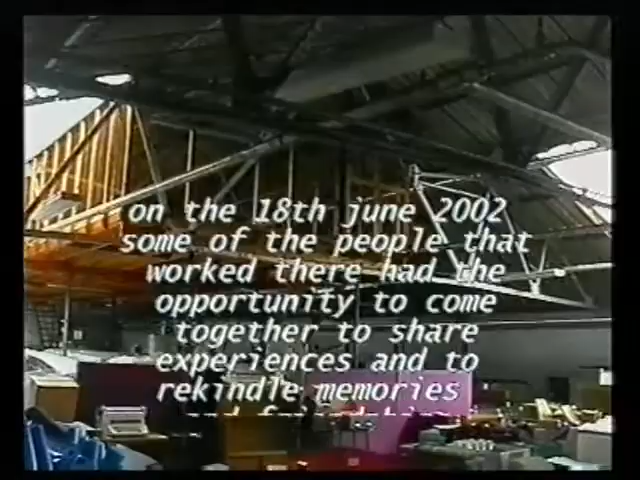 on the 18th june 2002
some of the people that
worked there had the
opportunity to come
together to share
experiences and to
rekindle memories